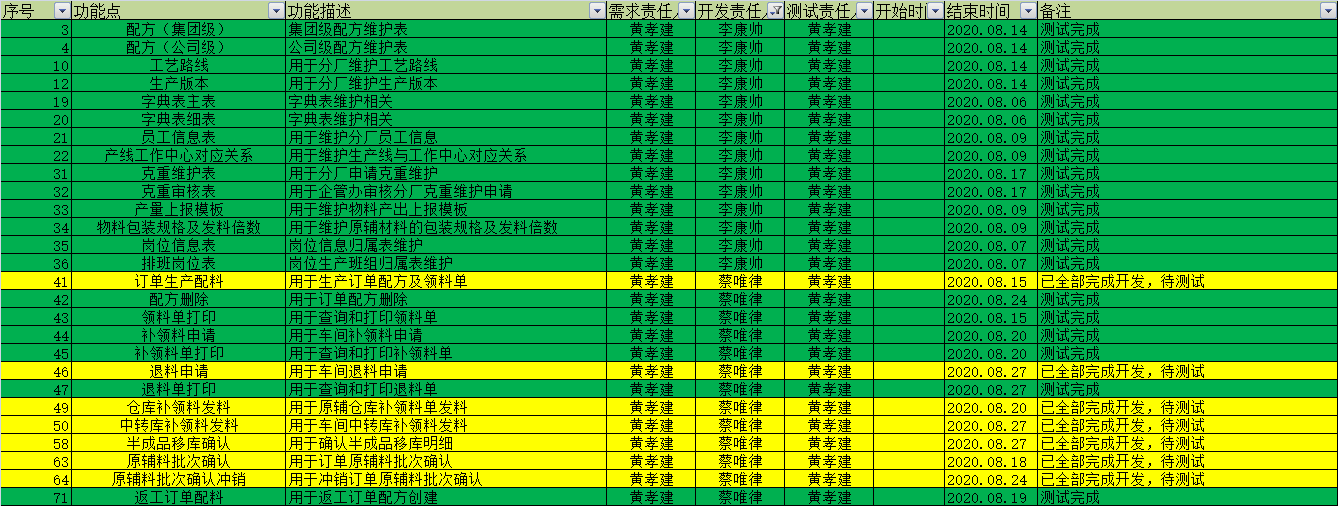 序号 功能点 功能描述 需求责任人 开发责任人 测试责任人 开始时间 结束时间 备注
3 配方（集团级） 集团级配方维护表 黄孝建 李康帅 黄孝建 2020.08.14 测试完成
4 配方（公司级） 公司级配方维护表 黄孝建 李康帅 黄孝建 2020.08.14 测试完成
10 工艺路线 用于分厂维护工艺路线 黄孝建 李康帅 黄孝建 2020.08.14 测试完成
12 生产版本 用于分厂维护生产版本 黄孝建 李康帅 黄孝建 2020.08.14 测试完成
19 字典表主表 字典表维护相关 黄孝建 李康帅 黄孝建 2020.08.06 测试完成
20 字典表细表 字典表维护相关 黄孝建 李康帅 黄孝建 2020.08.06 测试完成
21 员工信息表 用于维护分厂员工信息 黄孝建 李康帅 黄孝建 2020.08.09 测试完成
22 产线工作中心对应关系 用于维护生产线与工作中心对应关系 黄孝建 李康帅 黄孝建 2020.08.09 测试完成
31 克重维护表 用于分厂申请克重维护 黄孝建 李康帅 黄孝建 2020.08.17 测试完成
32 克重审核表 用于企管办审核分厂克重维护申请 黄孝建 李康帅 黄孝建 2020.08.17 测试完成
33 产量上报模板 用于维护物料产出上报模板 黄孝建 李康帅 黄孝建 2020.08.09 测试完成
34 物料包装规格及发料倍数 用于维护原辅材料的包装规格及发料倍数 黄孝建 李康帅 黄孝建 2020.08.09 测试完成
35 岗位信息表 岗位信息归属表维护 黄孝建 李康帅 黄孝建 2020.08.07 测试完成
36 排班岗位表 岗位生产班组归属表维护 黄孝建 李康帅 黄孝建 2020.08.07 测试完成
41 订单生产配料 用于生产订单配方及领料单 黄孝建 蔡唯律 黄孝建 2020.08.15 已全部完成开发，待测试
42 配方删除 用于订单配方删除 黄孝建 蔡唯律 黄孝建 2020.08.24 测试完成
43 领料单打印 用于查询和打印领料单 黄孝建 蔡唯律 黄孝建 2020.08.15 测试完成
44 补领料申请 用于车间补领料申请 黄孝建 蔡唯律 黄孝建 2020.08.20 测试完成
45 补领料单打印 用于查询和打印补领料单 黄孝建 蔡唯律 黄孝建 2020.08.20 测试完成
46 退料申请 用于车间退料申请 黄孝建 蔡唯律 黄孝建 2020.08.27 已全部完成开发，待测试
47 退料单打印 用于查询和打印退料单 黄孝建 蔡唯律 黄孝建 2020.08.27 测试完成
49 仓库补领料发料 用于原铺仓库补领料单发料 黄孝建 蔡唯律 黄孝建 2020.08.20 已全部完成开发，待测试
50 中转库补领料发料 用于车间中转库补领料发料 黄孝建 蔡唯律 黄孝建 2020.08.27 已全部完成开发，待测试
58 半成品移库确认 用于确认半成品移库明细 黄孝建 蔡唯律 黄孝建 2020.08.27 已全部完成开发，待测试
63 原辅料批次确认 用于订单原辅料批次确认 黄孝建 蔡唯律 黄孝建 2020.08.18 已全部完成开发，待测试
64 原辅料批次确认冲销 用于冲销订单原辅料批次确认 黄孝建 蔡唯律 黄孝建 2020.08.24 已全部完成开发，待测试
71 返工订单配料 用于返工订单配方创建 黄孝建 蔡唯律 黄孝建 2020.08.19 测试完成